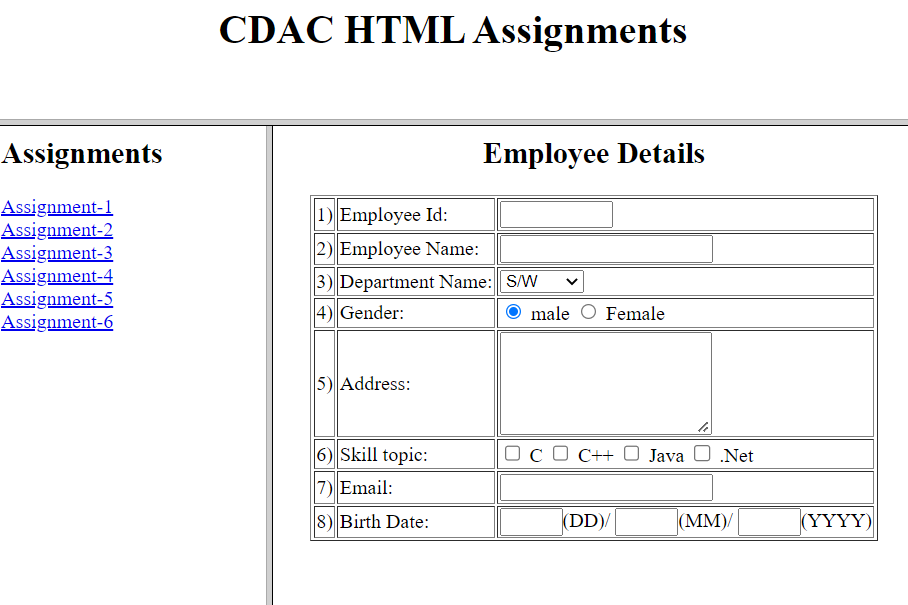 CDAC HTML Assignments
Assignments
Assignment-1
Assignment-2
Assignment-3
Assignment-4
Assignment-5
Assignment-6
Employee Details
1) Employee Id:
2) Employee Name:
3) Department Name: S/W
4) Gender: male Female
5) Address:
6) Skill topic: C C++ Java .Net
7) Email:
8) Birth Date: (DD)/ (MM)/ (YYYY)